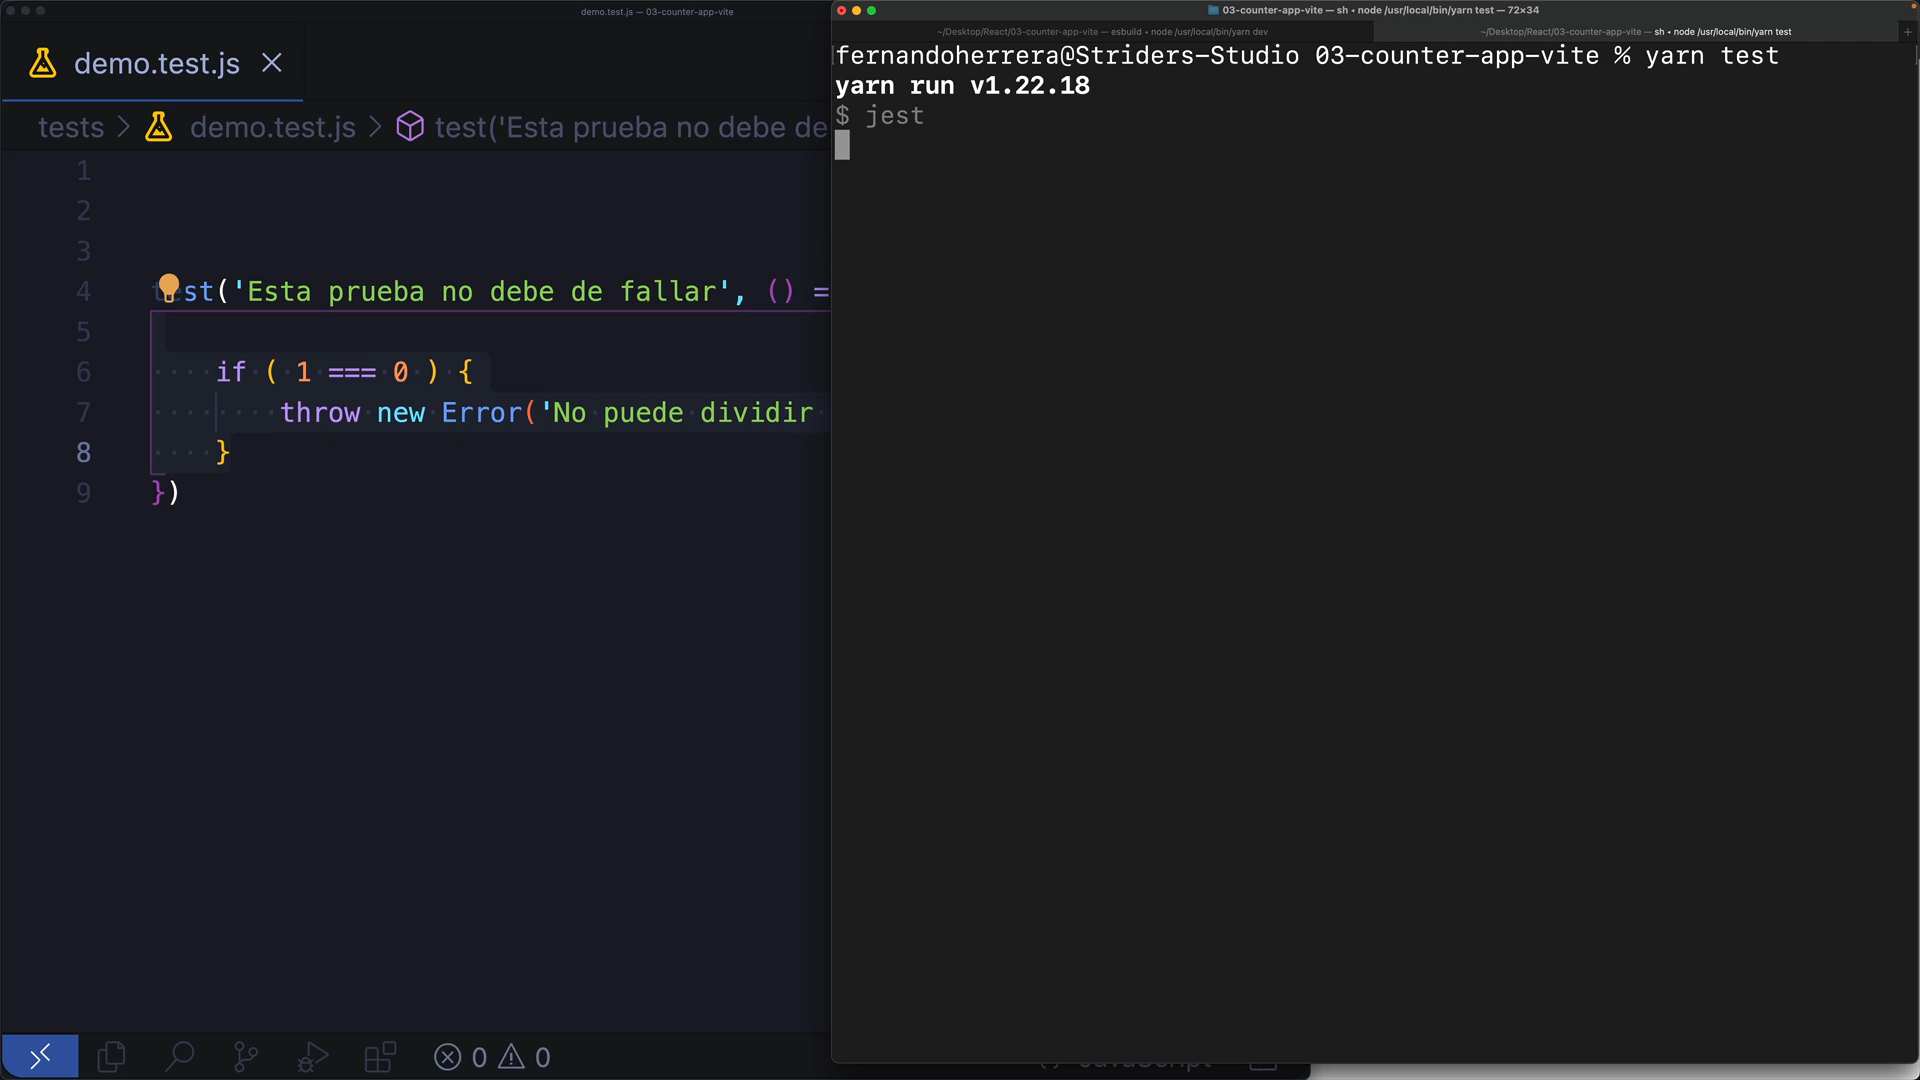 demo.test.js — 03-counter-app-vite
demo.test.js
tests > demo.test.js > test('Esta prueba no debe de
1
2
3
4 test('Esta prueba no debe de fallar', () =
5
6 if ( 1 === 0 ) {
7 throw new Error('No puede dividir
8 }
9 })
0 0
03-counter-app-vite — sh • node /usr/local/bin/yarn test — 72×34
~/Desktop/React/03-counter-app-vite — esbuild • node /usr/local/bin/yarn dev
~/Desktop/React/03-counter-app-vite — sh • node /usr/local/bin/yarn test
fernandoherrera@Striders-Studio 03-counter-app-vite % yarn test
yarn run v1.22.18
$ jest
JavaScript